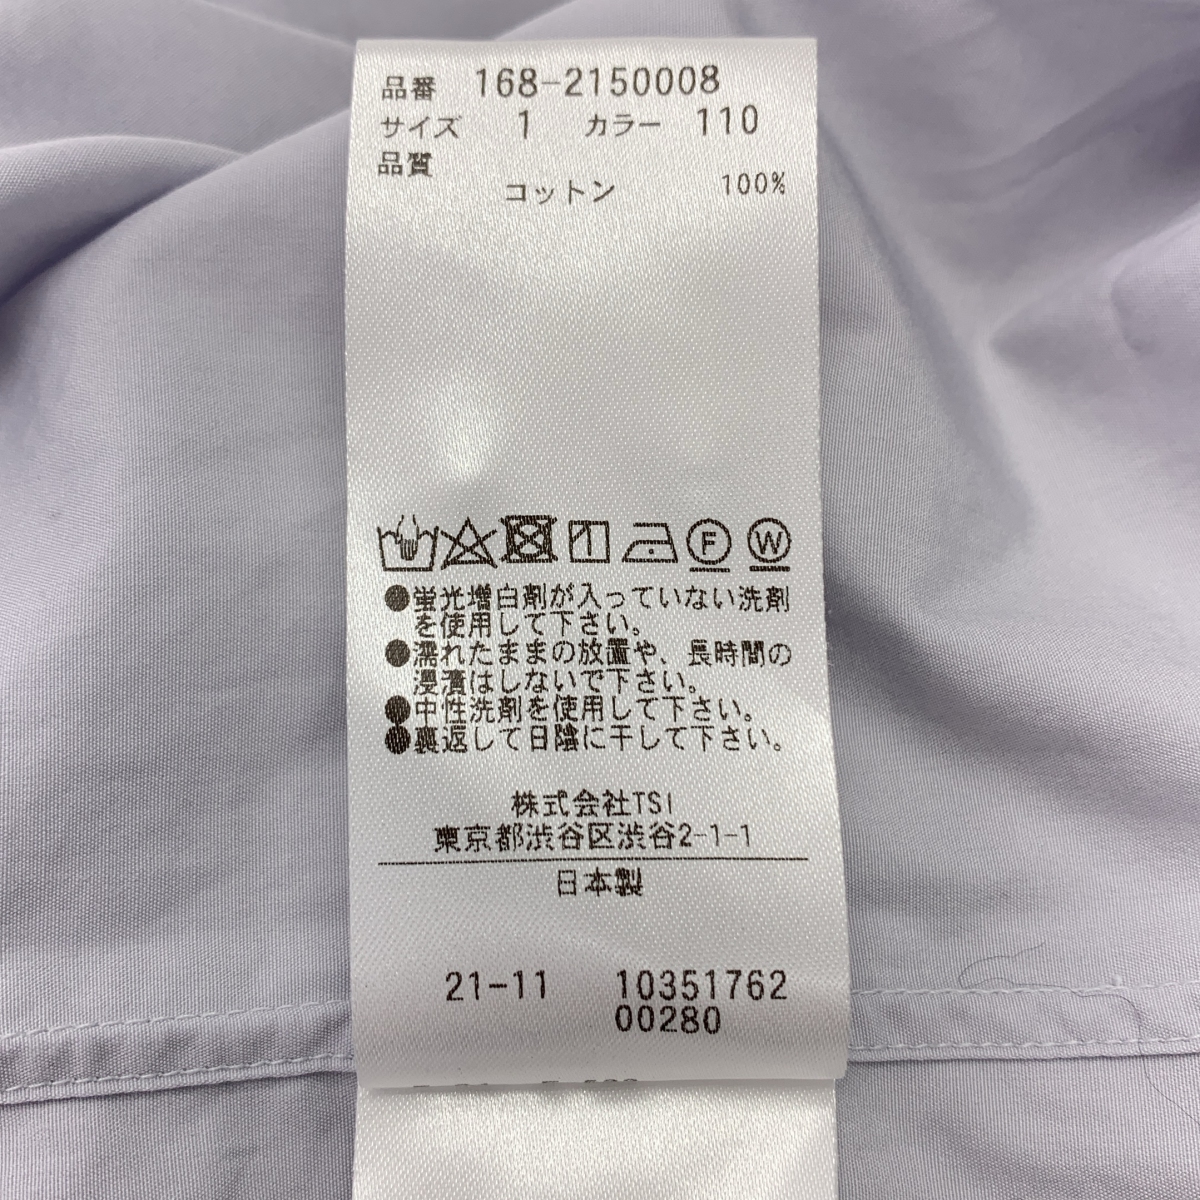 品番 168-2150008
サイズ 1 カラー 110
品質
コットン 100%
F W
●蛍光増白剤が入っていない洗剤
を使用して下さい。
●濡れたままの放置や、長時間の
浸漬はしないで下さい。
●中性洗剤を使用して下さい。
●裏返して日陰に干して下さい。
株式会社TSI
東京都渋谷区渋谷2-1-1
日本製
21-11 10351762
00280